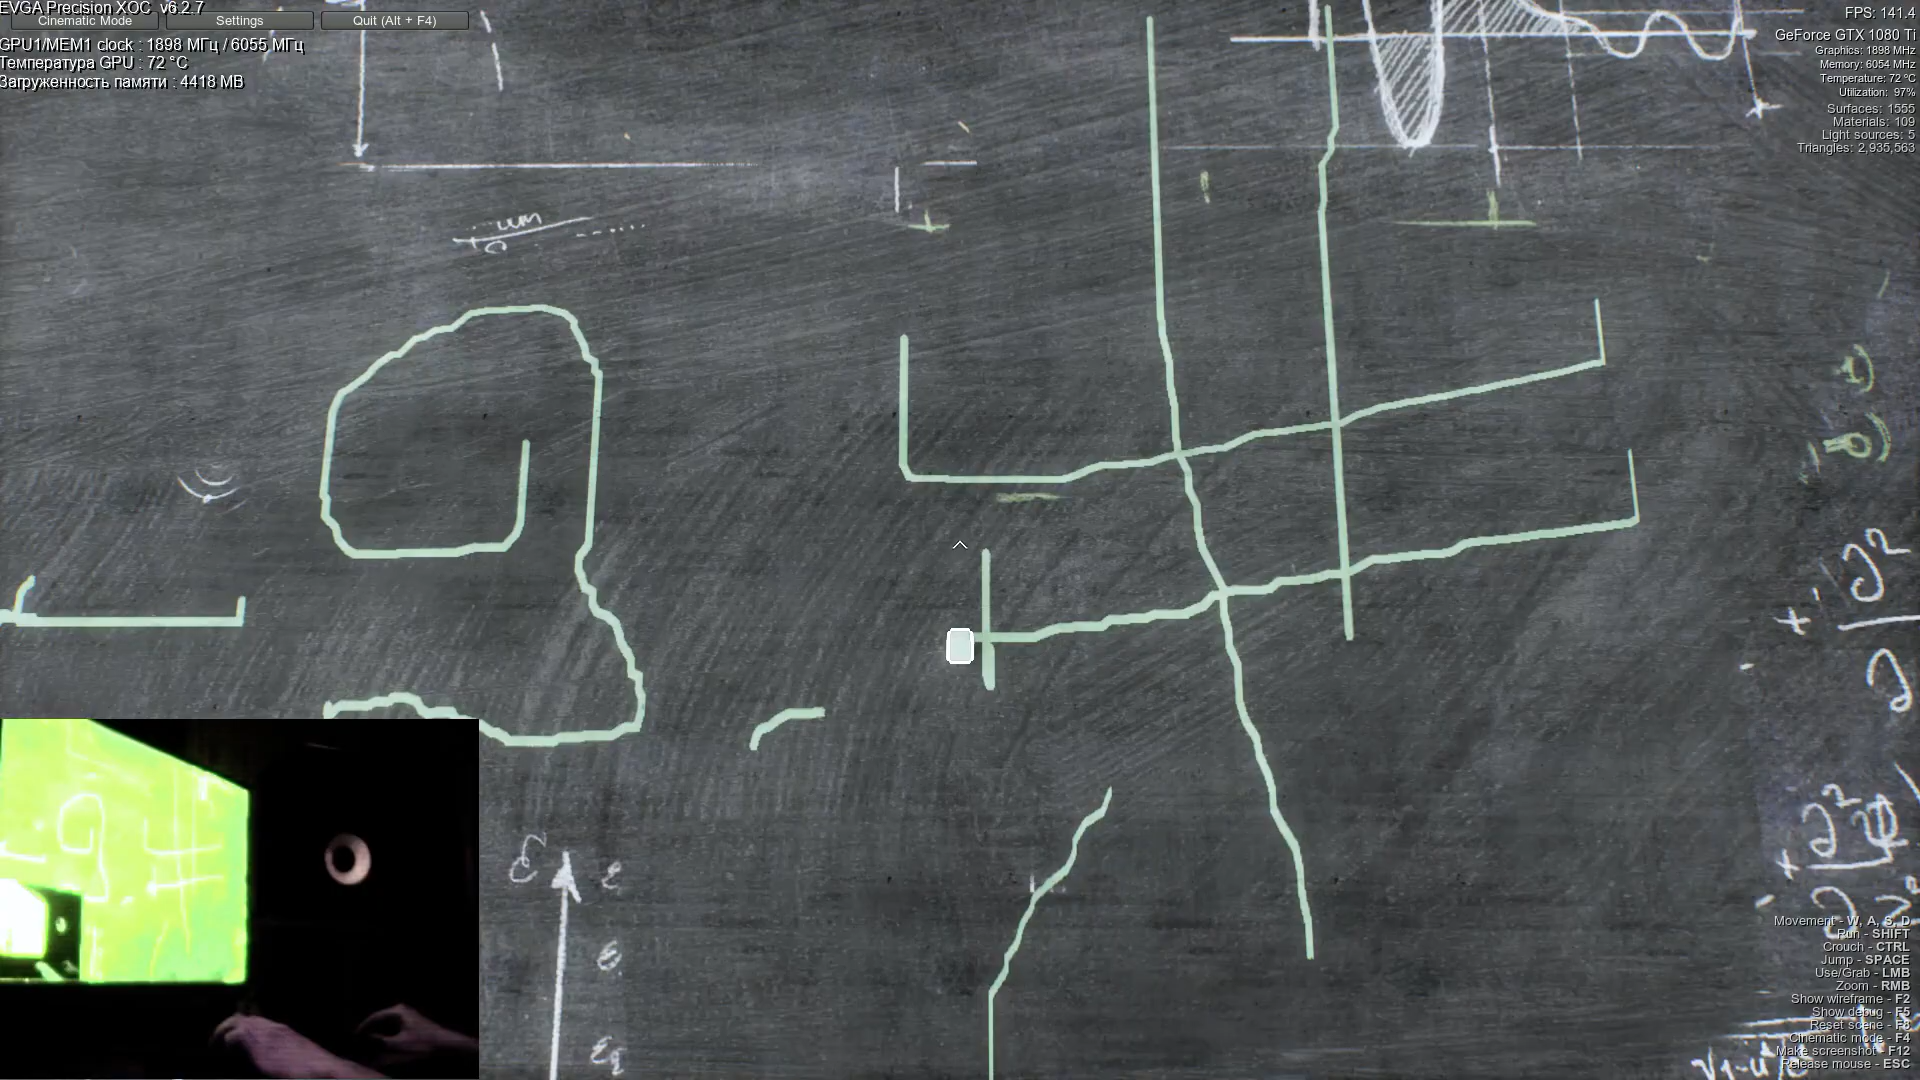 EVGA Precision XOC v6.2.7
Cinematic Mode Settings Quit (Alt + F4)
GPU1/MEM1 clock : 1898 МГц / 6055 МГц
Температура GPU : 72 °C
Загруженность памяти : 4418 MB
FPS: 141.4
GeForce GTX 1080 Ti
Graphics: 1898 MHz
Memory: 6054 MHz
Temperature: 72 °C
Utilization: 97%
Surfaces: 1555
Materials: 109
Light sources: 5
Triangles: 2,935,563
Movement - W, A, S, D
Run - SHIFT
Crouch - CTRL
Jump - SPACE
Use/Grab - LMB
Zoom - RMB
Show wireframe - F2
Show debug - F5
Reset scene - F8
Cinematic mode - F4
Make screenshot - F12
Release mouse - ESC